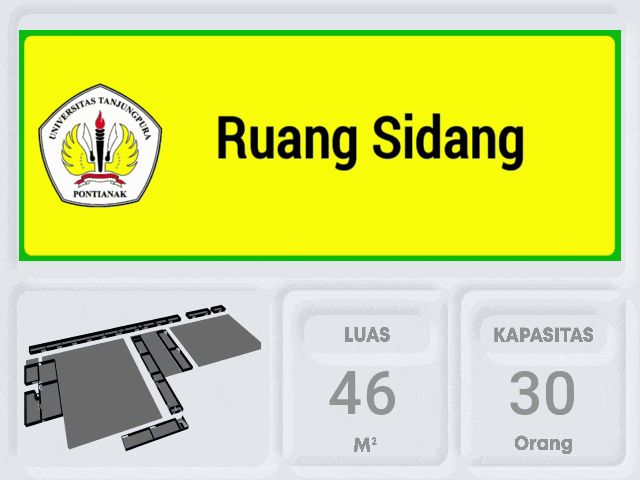 UNIVERSITAS TANJUNGPURA
PONTIANAK
Ruang Sidang
LUAS
46
M²
KAPASITAS
30
Orang